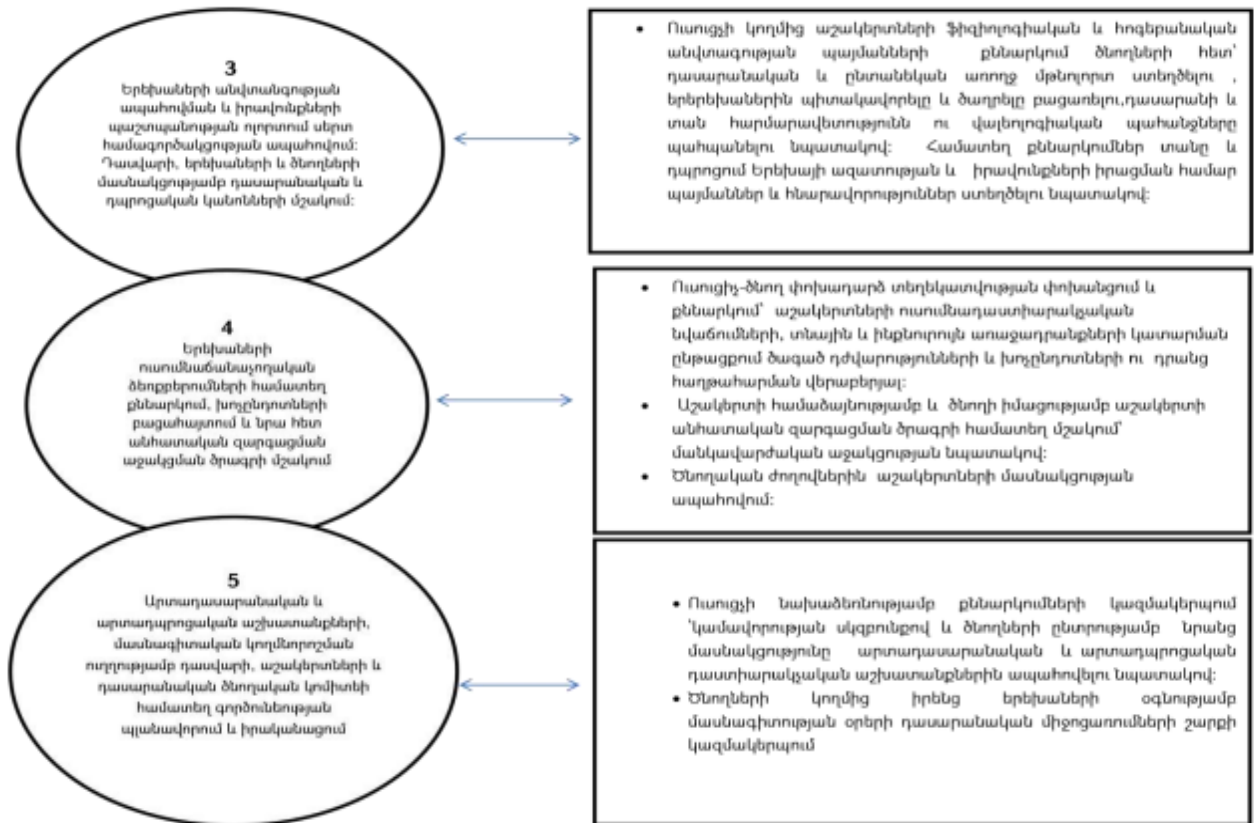 3
Երեխաների անվտանգության
ապահովման և իրավունքների
պաշտպանության ոլորտում սերտ
համագործակցության ապահովում:
Դասվարի, երեխաների և ծնողների
մասնակցությամբ դասարանական և
դպրոցական կանոնների մշակում:
• Ուսուցչի կողմից աշակերտների ֆիզիոլոգիական և հոգեբանական
անվտագության պայմանների քննարկում ծնողների հետ՝
դասարանական և ընտանեկան առողջ մթնոլորտ ստեղծելու ,
երերեխաներին պիտակավորելը և ծաղրելը բացառելու,դասարանի և
տան հարմարավետությունն ու վալեոլոգիական պահանջները
պահպանելու նպատակով: Համատեղ քննարկումներ տանը և
դպրոցում Երեխայի ազատության և իրավունքների իրացման համար
պայմաններ և հնարավորություններ ստեղծելու նպատակով:
4
Երեխաների
ուսումնաճանաչողական
ձեռքբերումների համատեղ
քննարկում, խոչընդոտների
բացահայտում և նրա հետ
անհատական զարգացման
աջակցման ծրագրի մշակում
• Ուսուցիչ-ծնող փոխադարձ տեղեկատվության փոխանցում և
քննարկում՝ աշակերտների ուսումնադաստիարակչական
նվաճումների, տնային և ինքնուրույն առաջադրանքների կատարման
ընթացքում ծագած դժվարությունների և խոչընդոտների ու դրանց
հաղթահարման վերաբերյալ:
• Աշակերտի համաձայնությամբ և ծնողի իմացությամբ աշակերտի
անհատական զարգացման ծրագրի համատեղ մշակում՝
մանկավարժական աջակցության նպատակով:
• Ծնողական ժողովներին աշակերտների մասնակցության
ապահովում:
5
Արտադասարանական և
արտադպրոցական աշխատանքների,
մասնագիտական կողմնորոշման
ուղղությամբ դասվարի, աշակերտների և
դասարանական ծնողական կոմիտեի
համատեղ գործունեության
պլանավորում և իրականացում
• Ուսուցչի նախաձեռնությամբ քննարկումների կազմակերպում
՝կամավորության սկզբունքով և ծնողների ընտրությամբ նրանց
մասնակցությունը արտադասարանական և արտադպրոցական
դաստիարակչական աշխատանքներին ապահովելու նպատակով:
• Ծնողների կողմից իրենց երեխաների օգնությամբ
մասնագիտության օրերի դասարանական միջոցառումների շարքի
կազմակերպում